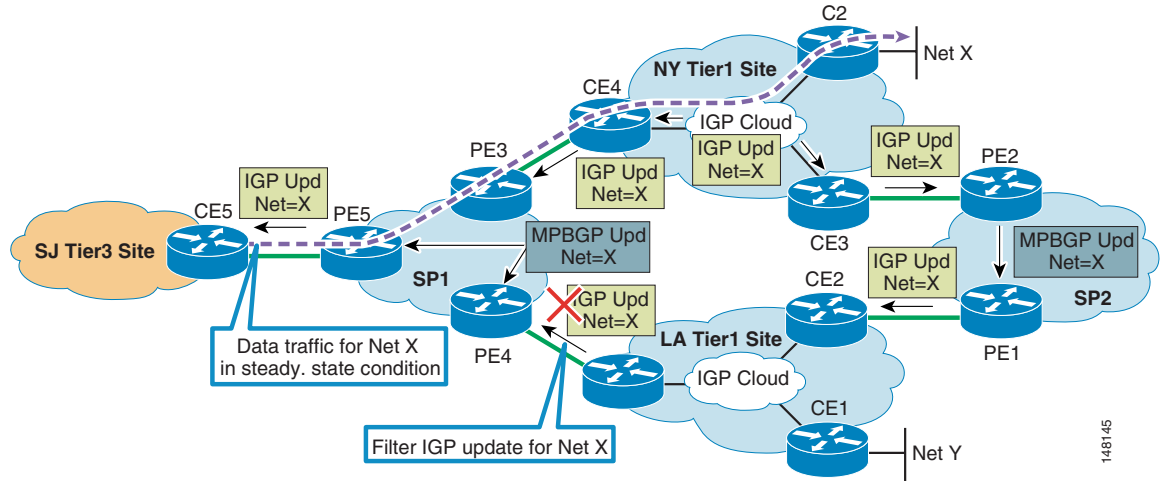 C2
Net X
NY Tier1 Site
CE4
IGP Cloud
IGP Upd
Net=X
IGP Upd
Net=X
PE2
PE3
IGP Upd
Net=X
IGP Upd
Net=X
CE5
PE5
CE3
SJ Tier3 Site
MPBGP Upd
Net=X
MPBGP Upd
Net=X
SP1
IGP Upd
Net=X
CE2
IGP Upd
Net=X
SP2
PE4
LA Tier1 Site
PE1
Data traffic for Net X
in steady. state condition
IGP Cloud
CE1
Filter IGP update for Net X
Net Y
148145